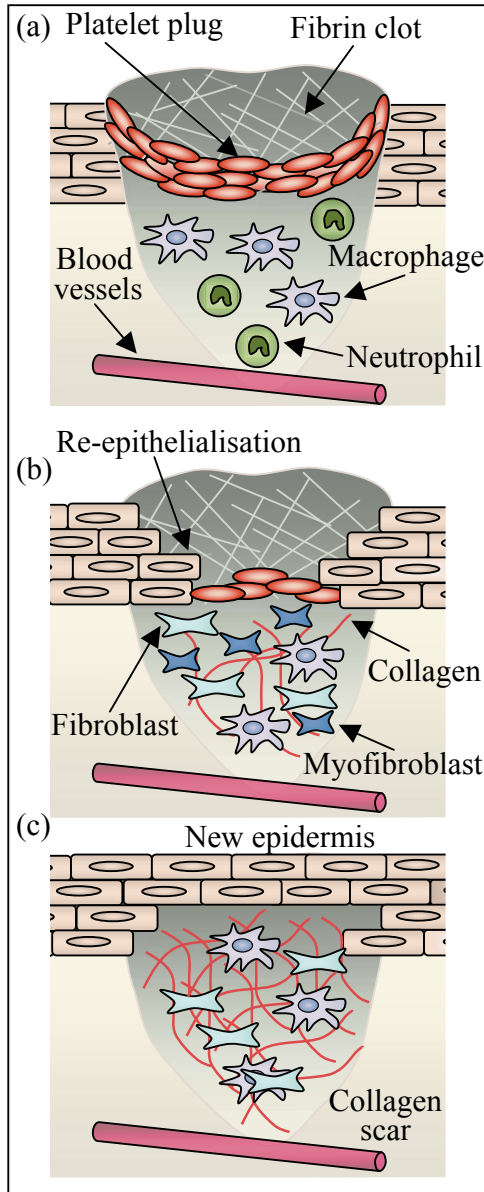 (a)
Platelet plug
Fibrin clot
Macrophage
Blood
vessels
Neutrophil
Re-epithelialisation
(b)
Collagen
Fibroblast
Myofibroblast
(c)
New epidermis
Collagen
scar